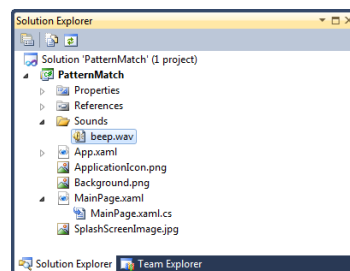 Solution Explorer
Solution 'PatternMatch' (1 project)
PatternMatch
Properties
References
Sounds
beep.wav
App.xaml
ApplicationIcon.png
Background.png
MainPage.xaml
MainPage.xaml.cs
SplashScreenImage.jpg
Solution Explorer Team Explorer